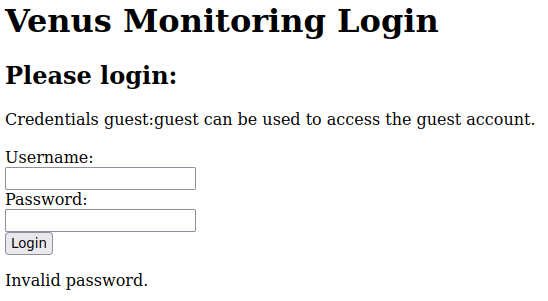 Venus Monitoring Login
Please login:
Credentials guest:guest can be used to access the guest account.
Username:
Password:
Login
Invalid password.